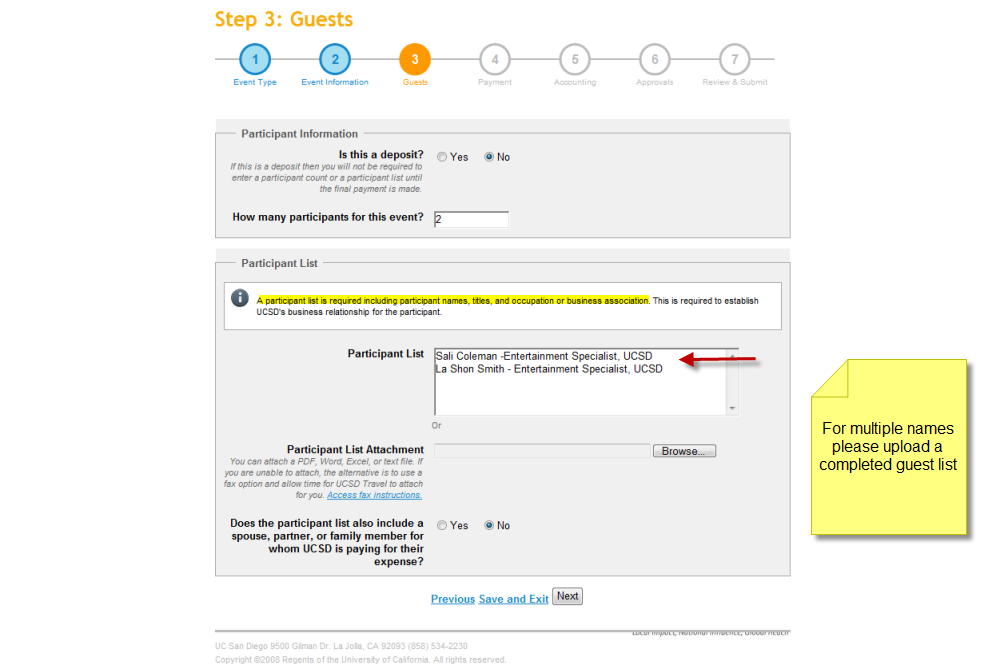 Step 3: Guests
1 2 3 4 5 6 7
Event Type Event Information Guests Payment Accounting Approvals Review & Submit
Participant Information
Is this a deposit? Yes No
If this is a deposit then you will not be required to
enter a participant count or a participant list until
the final payment is made.
How many participants for this event? 2
Participant List
i A participant list is required including participant names, titles, and occupation or business association. This is required to establish
UCSD's business relationship for the participant.
Participant List
Sali Coleman -Entertainment Specialist, UCSD
La Shon Smith - Entertainment Specialist, UCSD
Or
Participant List Attachment Browse...
You can attach a PDF, Word, Excel, or text file. If
you are unable to attach, the alternative is to use a
fax option and allow time for UCSD Travel to attach
for you. Access fax instructions.
Does the participant list also include a Yes No
spouse, partner, or family member for
whom UCSD is paying for their
expense?
For multiple names
please upload a
completed guest list
Previous Save and Exit Next
Local Impact, National Influence, Global Reach
UC San Diego 9500 Gilman Dr. La Jolla, CA 92093 (858) 534-2230
Copyright ©2008 Regents of the University of California. All rights reserved.